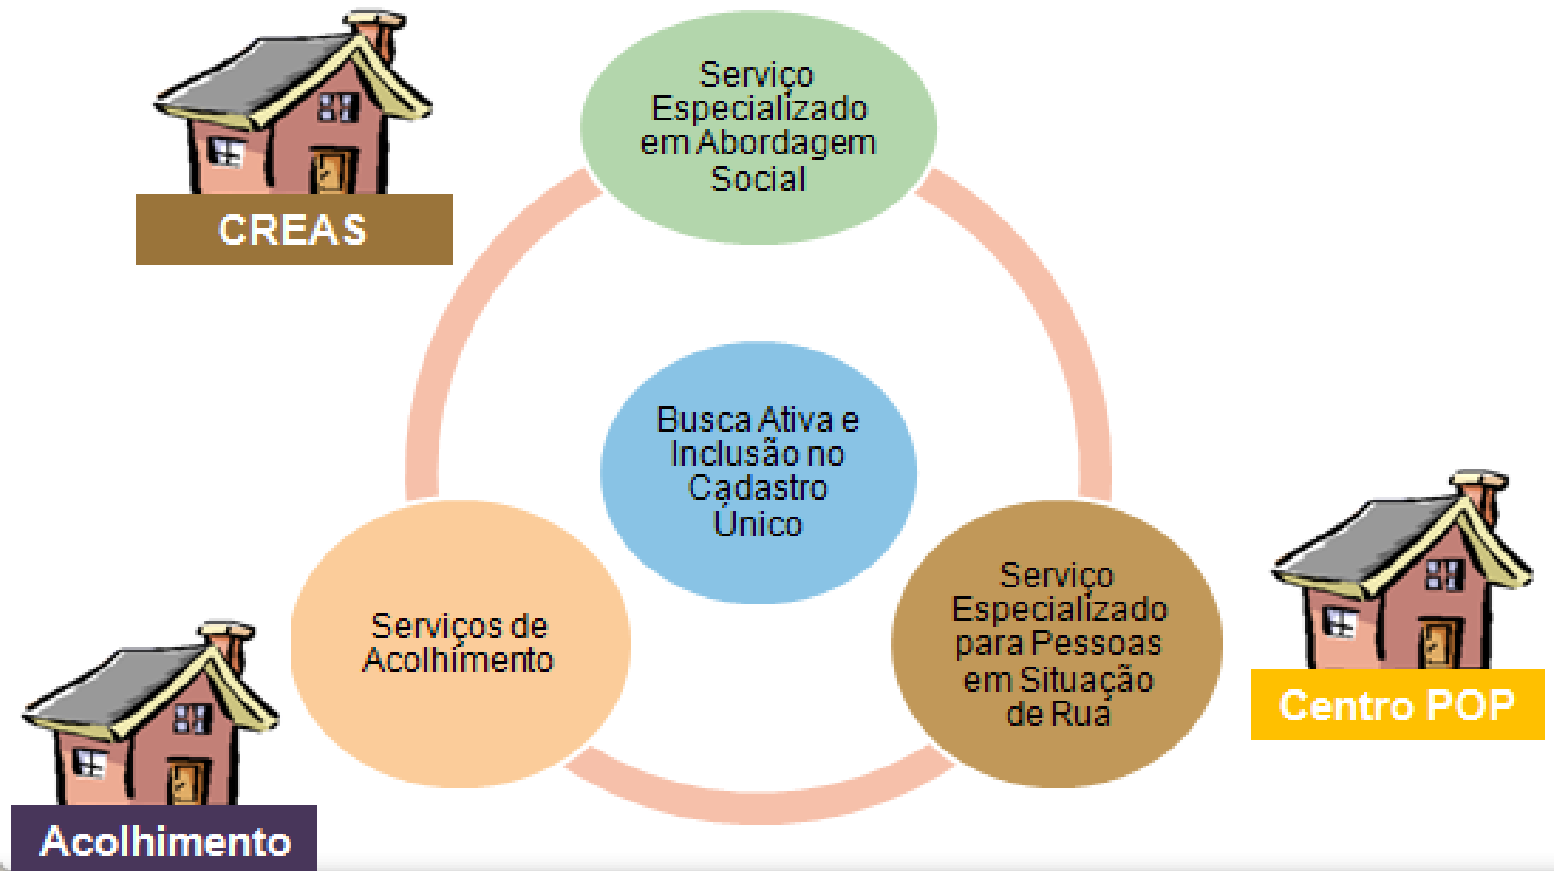 Serviço
Especializado
em Abordagem
Social
CREAS
Busca Ativa e
Inclusão no
Cadastro
Único
Serviços de
Acolhimento
Serviço
Especializado
para Pessoas
em Situação
de Rua
Centro POP
Acolhimento